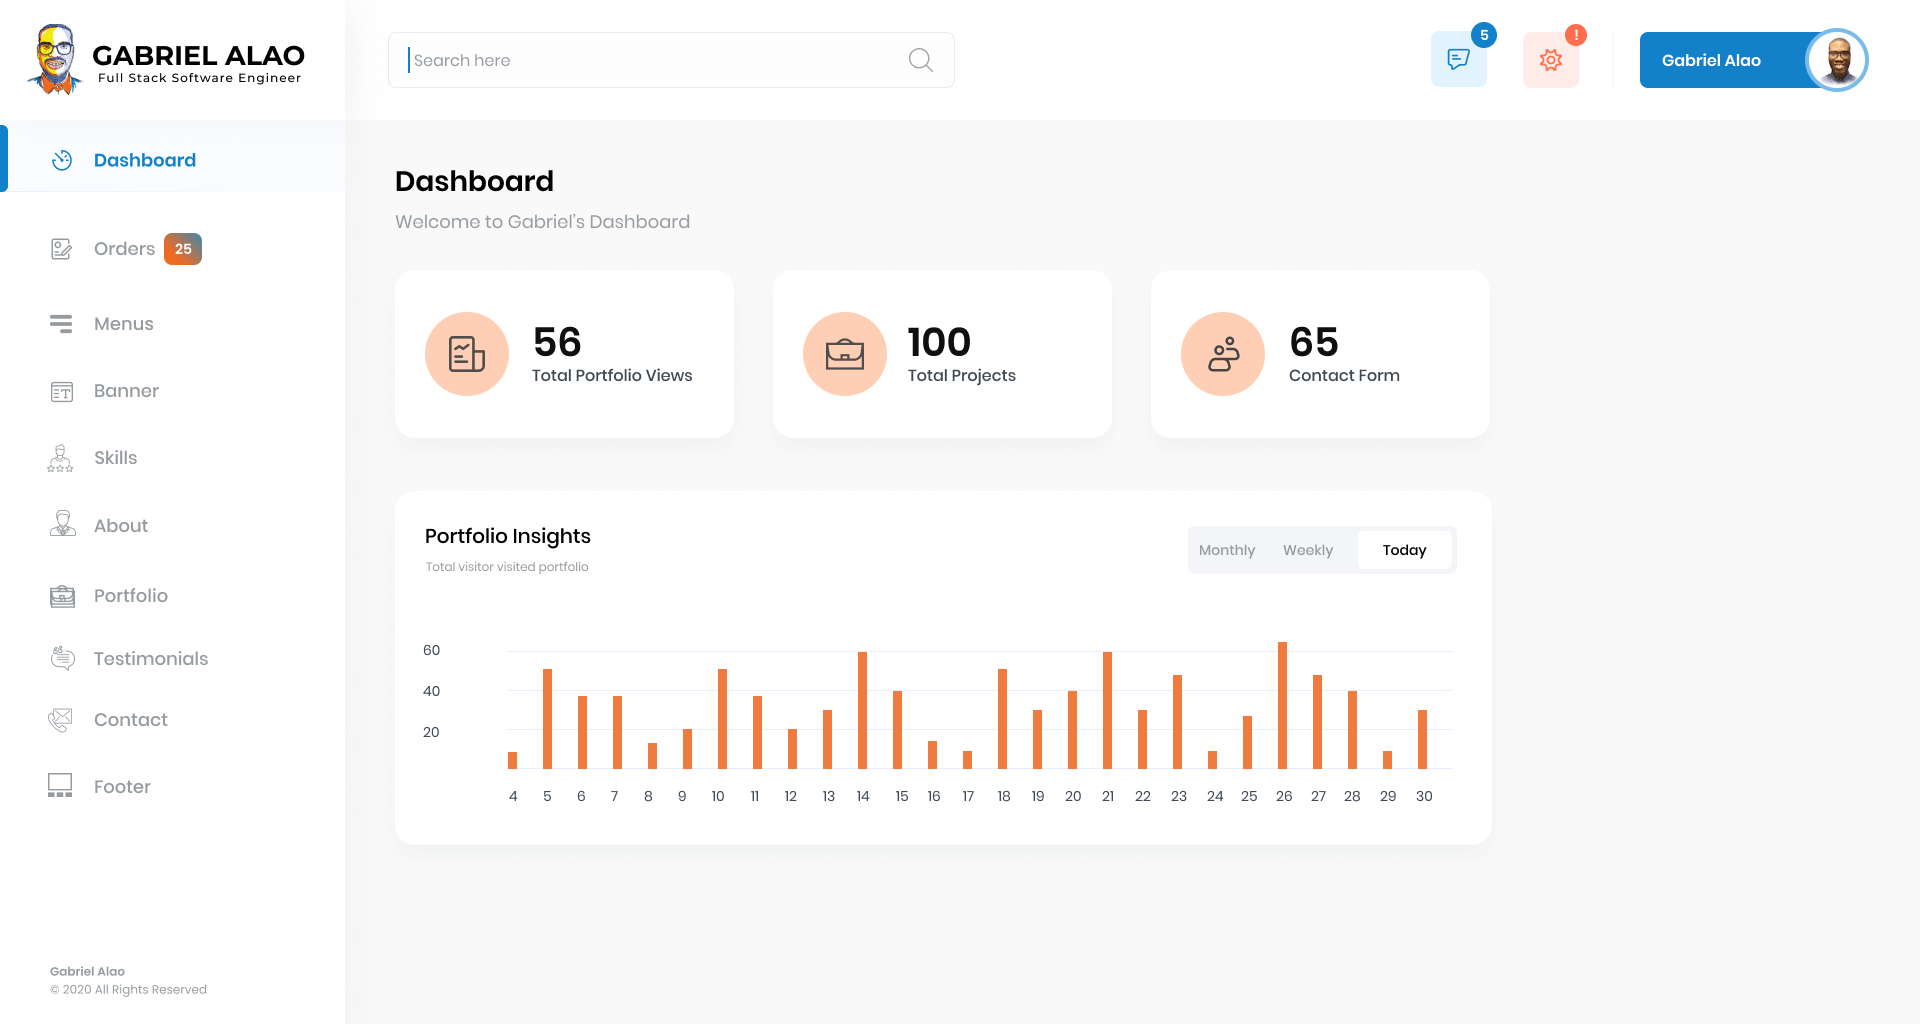 GABRIEL ALAO
Full Stack Software Engineer
Search here
5
!
Gabriel Alao
Dashboard
Orders 25
Menus
Banner
Skills
About
Portfolio
Testimonials
Contact
Footer
Gabriel Alao
© 2020 All Rights Reserved
Dashboard
Welcome to Gabriel's Dashboard
56
Total Portfolio Views
100
Total Projects
65
Contact Form
Portfolio Insights
Total visitor visited portfolio
Monthly Weekly Today
60
40
20
4 5 6 7 8 9 10 11 12 13 14 15 16 17 18 19 20 21 22 23 24 25 26 27 28 29 30